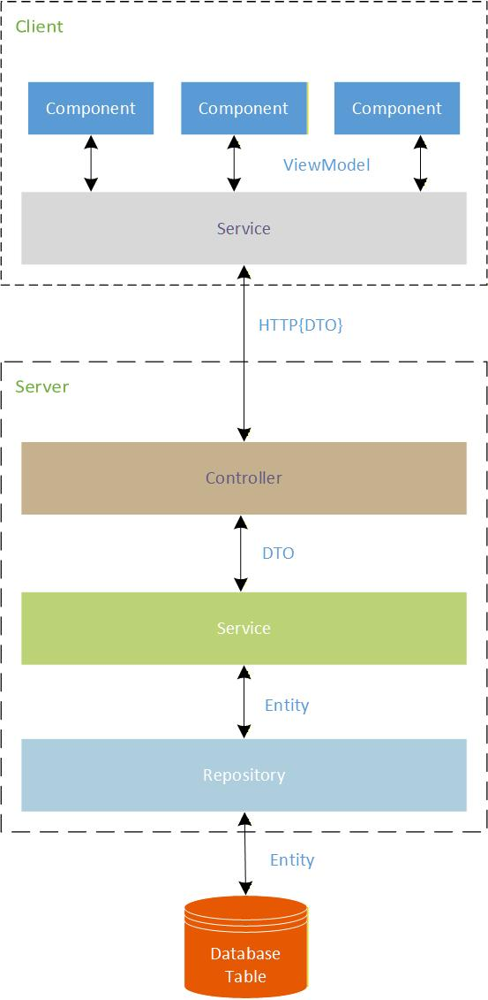 Client
Component
Component
Component
ViewModel
Service
HTTP{DTO}
Server
Controller
DTO
Service
Entity
Repository
Entity
Database
Table